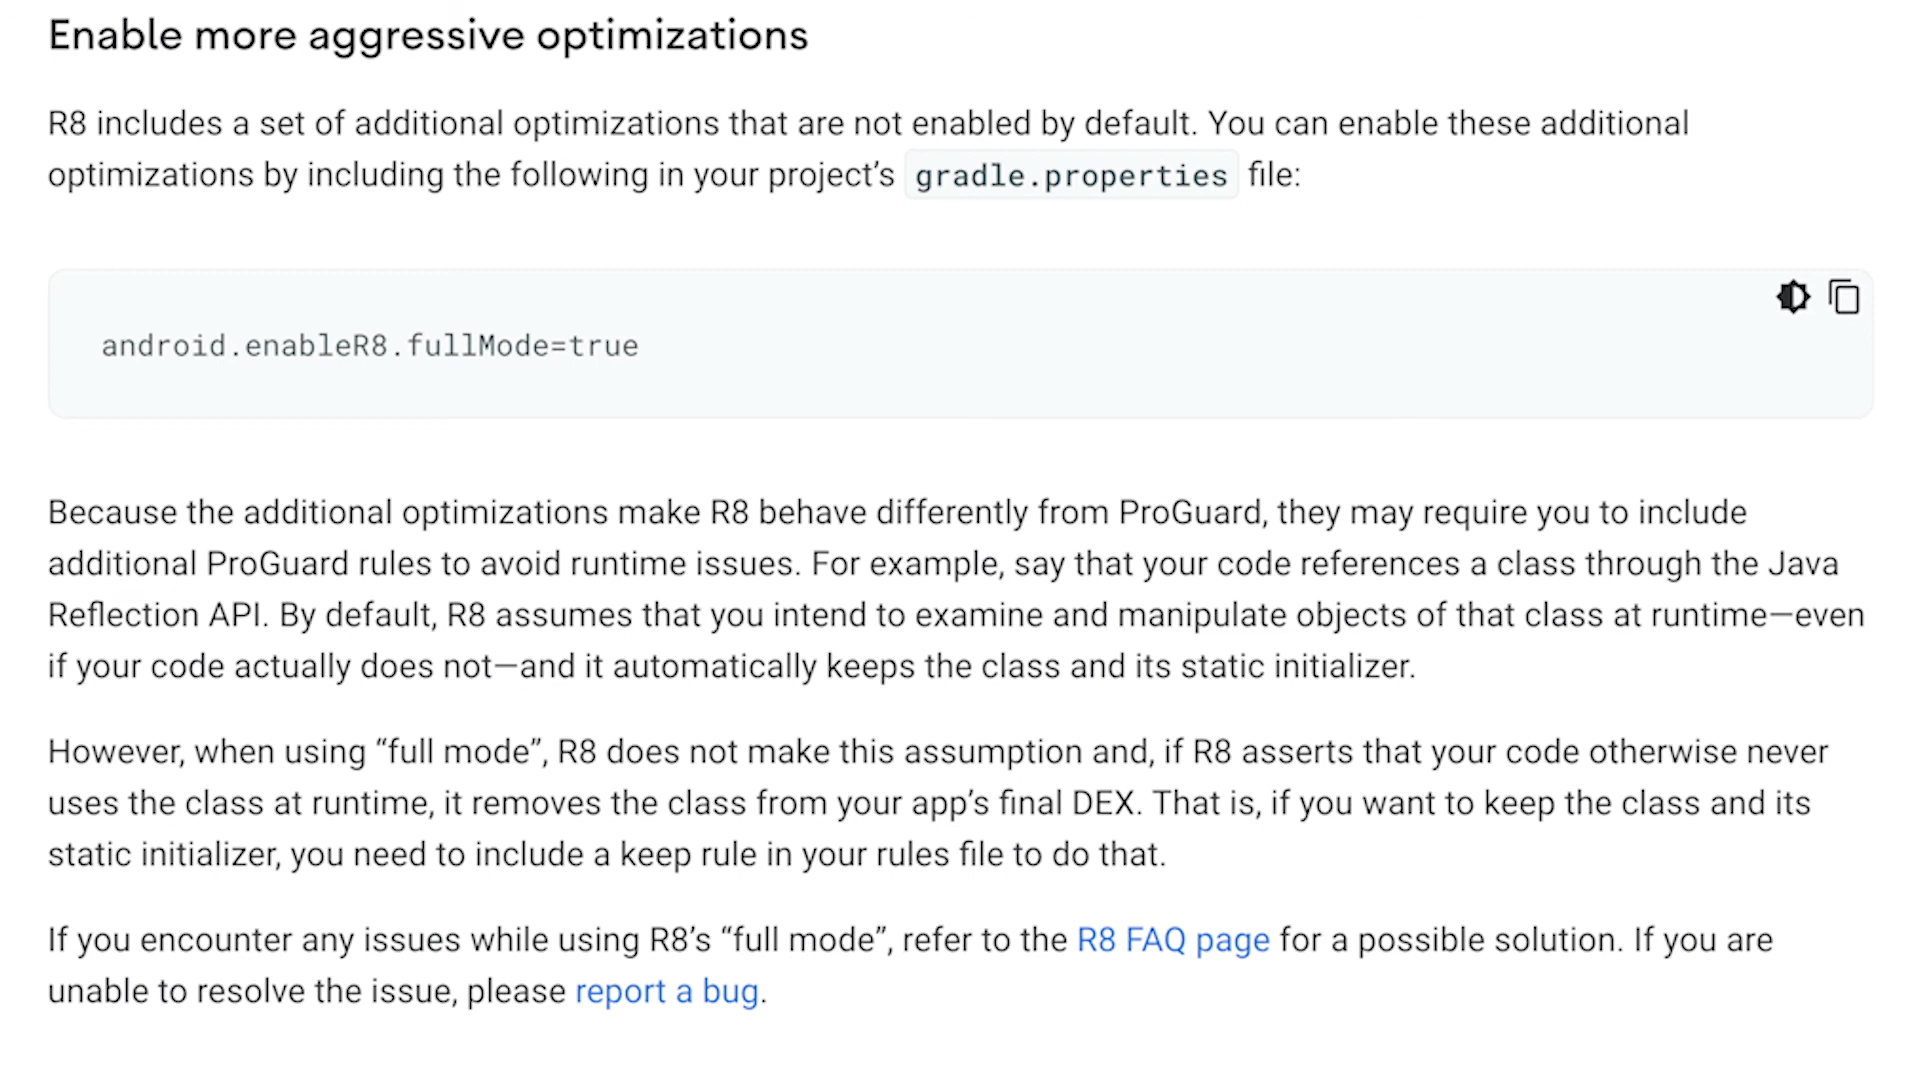 Enable more aggressive optimizations
R8 includes a set of additional optimizations that are not enabled by default. You can enable these additional
optimizations by including the following in your project’s gradle.properties file:
android.enableR8.fullMode=true
Because the additional optimizations make R8 behave differently from ProGuard, they may require you to include
additional ProGuard rules to avoid runtime issues. For example, say that your code references a class through the Java
Reflection API. By default, R8 assumes that you intend to examine and manipulate objects of that class at runtime—even
if your code actually does not—and it automatically keeps the class and its static initializer.
However, when using “full mode”, R8 does not make this assumption and, if R8 asserts that your code otherwise never
uses the class at runtime, it removes the class from your app’s final DEX. That is, if you want to keep the class and its
static initializer, you need to include a keep rule in your rules file to do that.
If you encounter any issues while using R8’s “full mode”, refer to the R8 FAQ page for a possible solution. If you are
unable to resolve the issue, please report a bug.